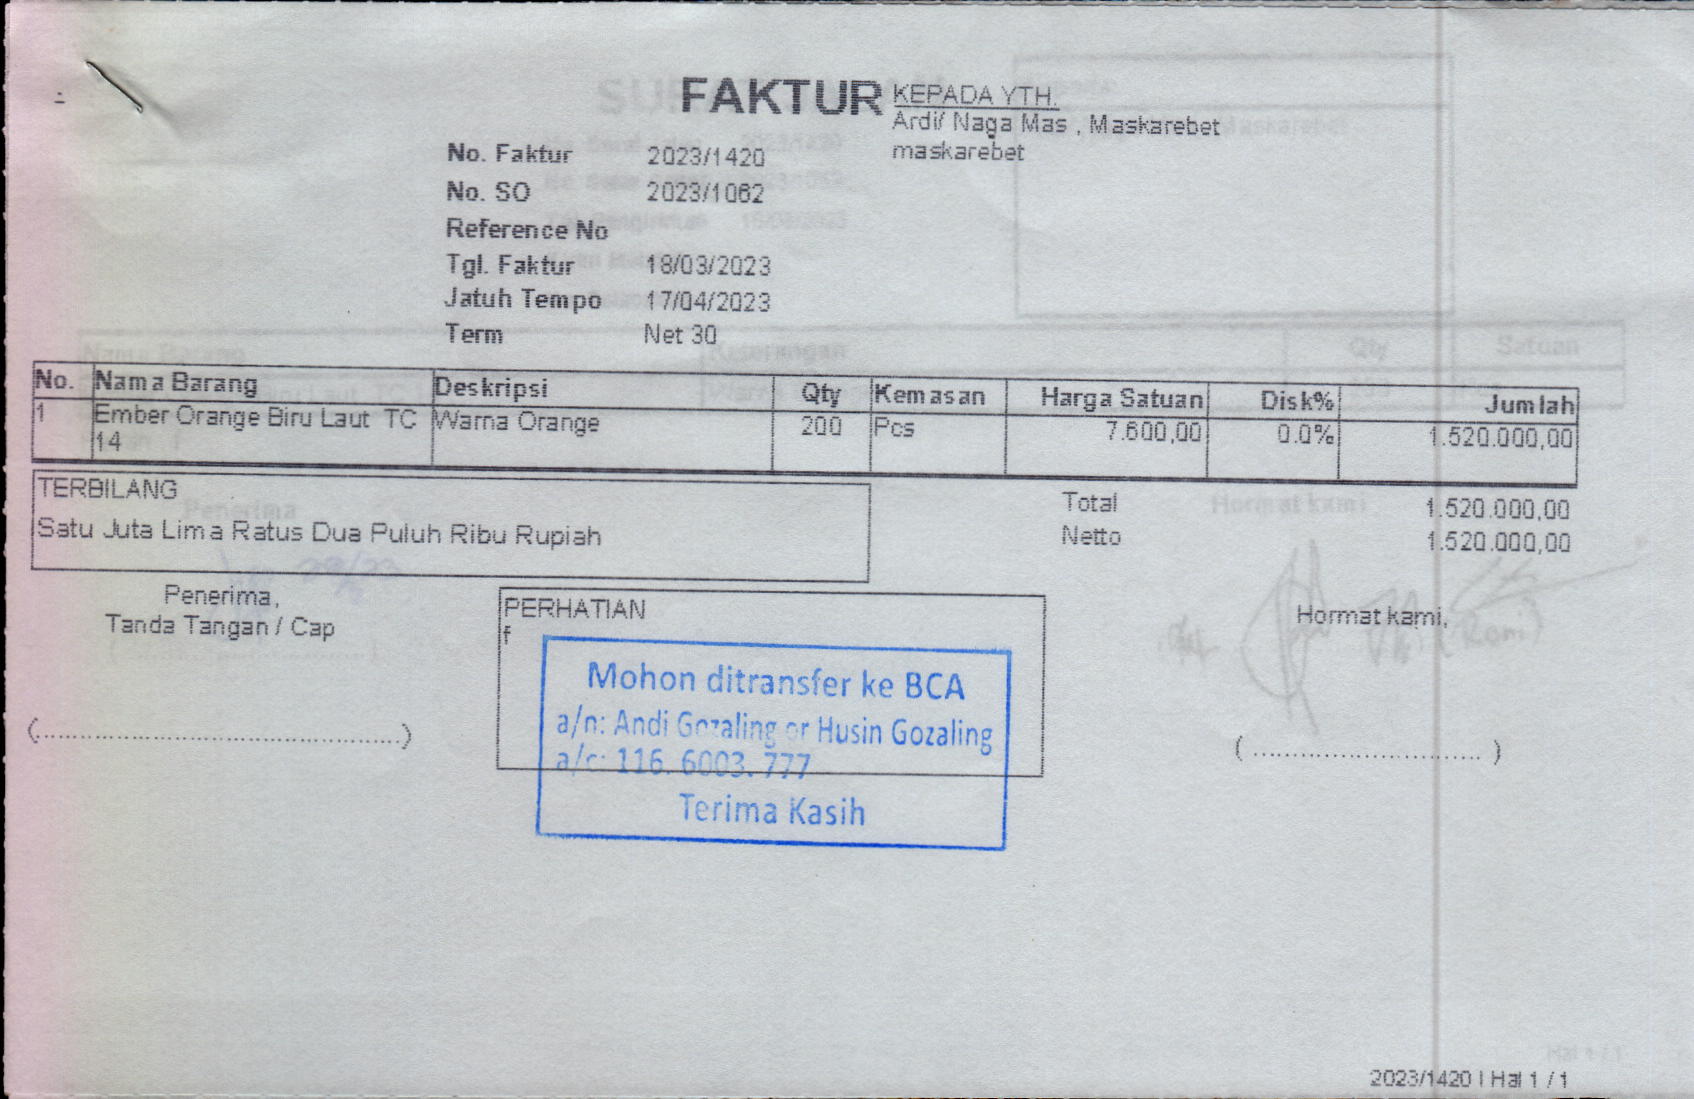 FAKTUR
KEPADA YTH.
Ardi/ Naga Mas , Maskarebet
maskarebet
No. Faktur 2023/1420
No. SO 2023/1062
Reference No
Tgl. Faktur 18/03/2023
Jatuh Tempo 17/04/2023
Term Net 30
No. Nama Barang Deskripsi Qty Kemasan Harga Satuan Disk% Jumlah
1 Ember Orange Biru Laut TC Warna Orange 200 Pcs 7.600,00 0.0% 1.520.000,00
14
TERBILANG
Satu Juta Lima Ratus Dua Puluh Ribu Rupiah
Total 1.520.000,00
Netto 1.520.000,00
Penerima,
Tanda Tangan / Cap
(..............................................)
PERHATIAN
f
Mohon ditransfer ke BCA
a/n: Andi Gozaling or Husin Gozaling
a/c: 116. 6003. 777
Terima Kasih
Hormat kami,
( ............................. )
2023/1420 | Hal 1 / 1